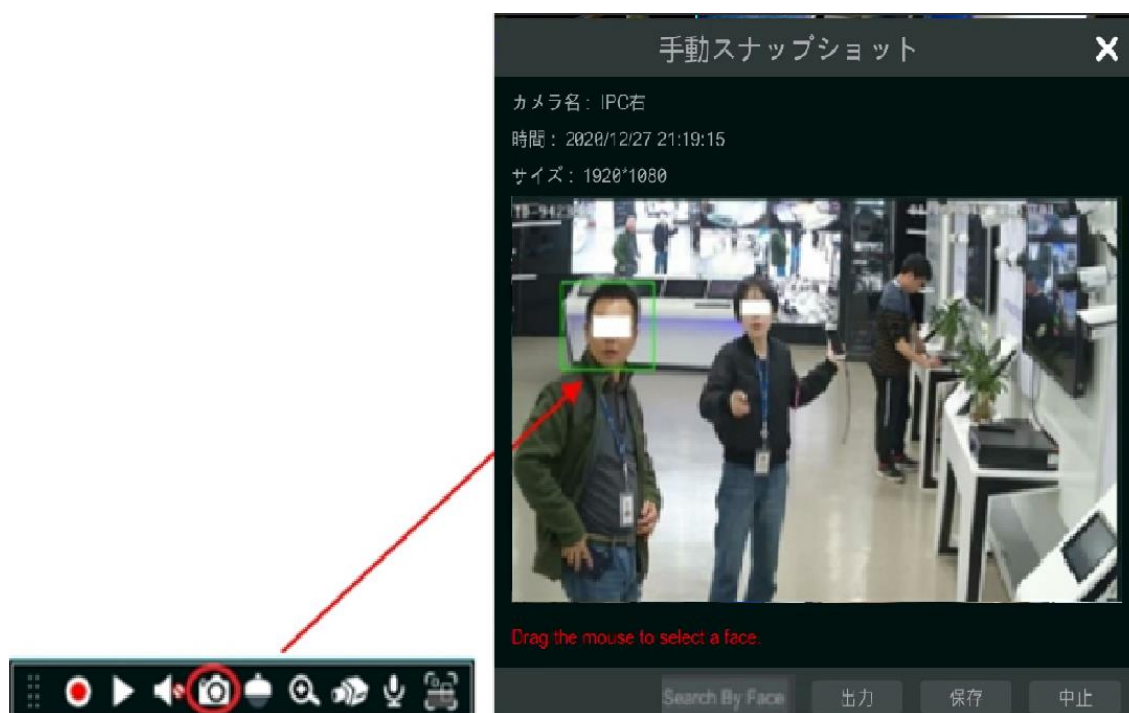 手動スナップショット
カメラ名: IPC右
時間: 2020/12/27 21:19:15
サイズ: 1920*1080
Drag the mouse to select a face.
Search By Face 出力 保存 中止